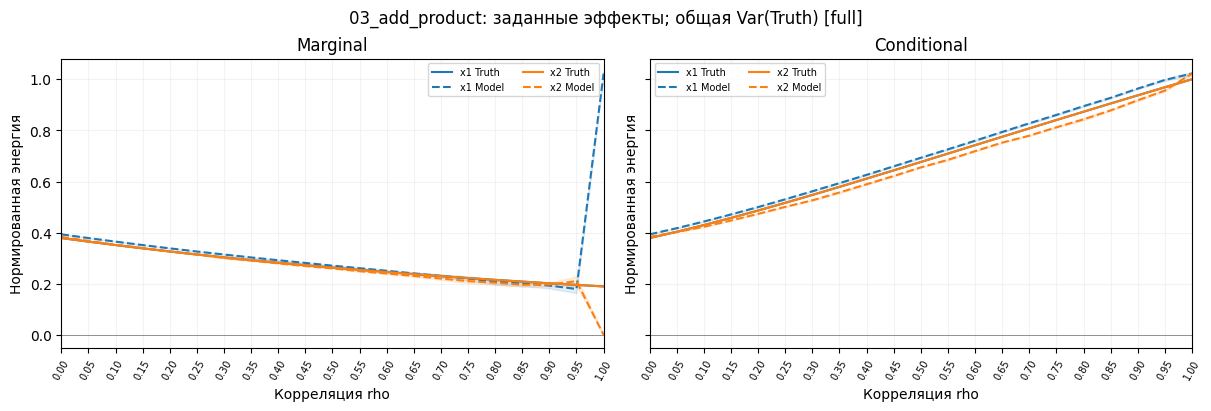 03_add_product: заданные эффекты; общая Var(Truth) [full]
Marginal
Нормированная энергия
1.0
0.8
0.6
0.4
0.2
0.0
x1 Truth
x1 Model
x2 Truth
x2 Model
0.00 0.05 0.10 0.15 0.20 0.25 0.30 0.35 0.40 0.45 0.50 0.55 0.60 0.65 0.70 0.75 0.80 0.85 0.90 0.95 1.00
Корреляция rho
Conditional
Нормированная энергия
x1 Truth
x1 Model
x2 Truth
x2 Model
0.00 0.05 0.10 0.15 0.20 0.25 0.30 0.35 0.40 0.45 0.50 0.55 0.60 0.65 0.70 0.75 0.80 0.85 0.90 0.95 1.00
Корреляция rho